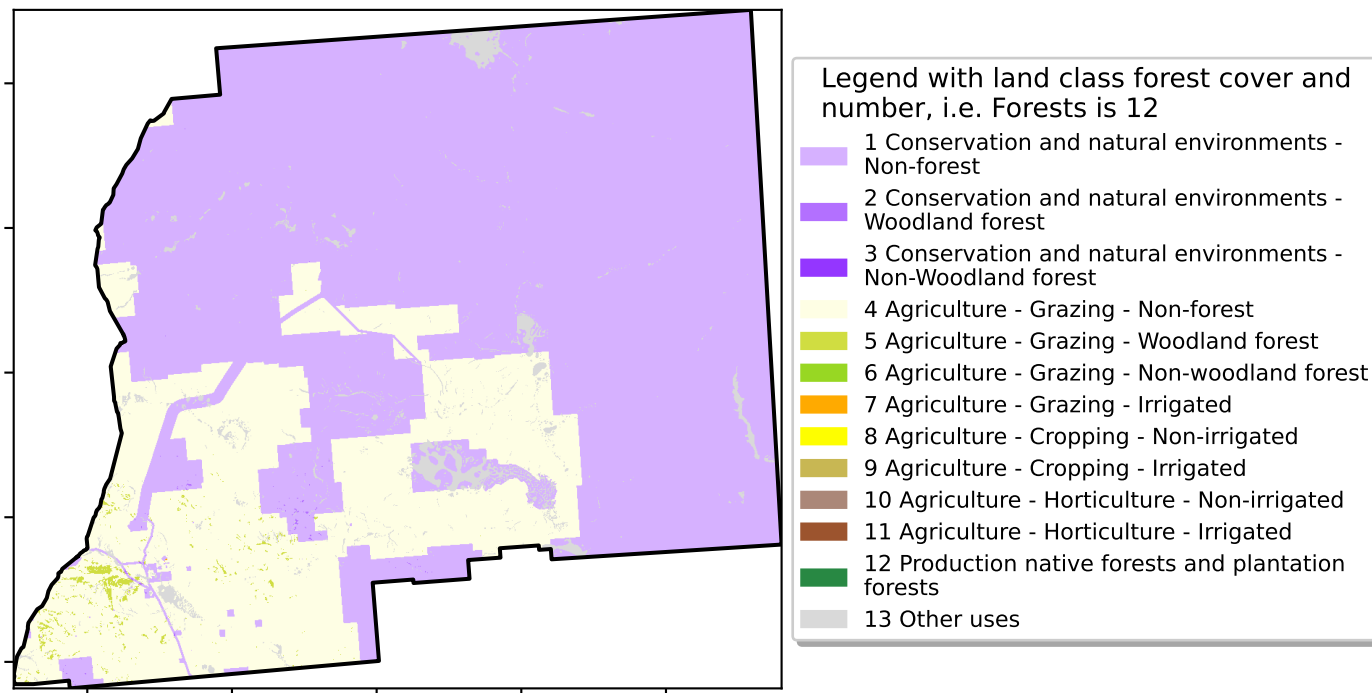 Legend with land class forest cover and
number, i.e. Forests is 12
1 Conservation and natural environments -
Non-forest
2 Conservation and natural environments -
Woodland forest
3 Conservation and natural environments -
Non-Woodland forest
4 Agriculture - Grazing - Non-forest
5 Agriculture - Grazing - Woodland forest
6 Agriculture - Grazing - Non-woodland forest
7 Agriculture - Grazing - Irrigated
8 Agriculture - Cropping - Non-irrigated
9 Agriculture - Cropping - Irrigated
10 Agriculture - Horticulture - Non-irrigated
11 Agriculture - Horticulture - Irrigated
12 Production native forests and plantation
forests
13 Other uses